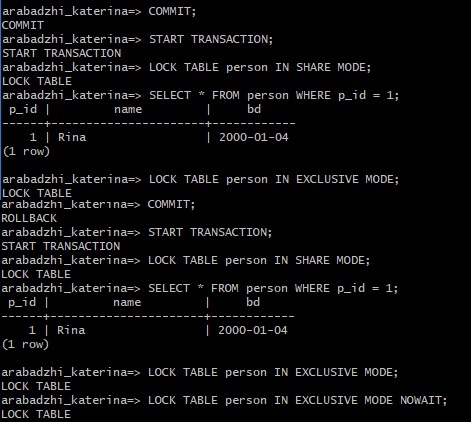 arabadzhi_katerina=> COMMIT;
COMMIT
arabadzhi_katerina=> START TRANSACTION;
START TRANSACTION
arabadzhi_katerina=> LOCK TABLE person IN SHARE MODE;
LOCK TABLE
arabadzhi_katerina=> SELECT * FROM person WHERE p_id = 1;
 p_id |         name         |     bd
------+----------------------+------------
    1 | Rina                 | 2000-01-04
(1 row)

arabadzhi_katerina=> LOCK TABLE person IN EXCLUSIVE MODE;
LOCK TABLE
arabadzhi_katerina=> COMMIT;
ROLLBACK
arabadzhi_katerina=> START TRANSACTION;
START TRANSACTION
arabadzhi_katerina=> LOCK TABLE person IN SHARE MODE;
LOCK TABLE
arabadzhi_katerina=> SELECT * FROM person WHERE p_id = 1;
 p_id |         name         |     bd
------+----------------------+------------
    1 | Rina                 | 2000-01-04
(1 row)

arabadzhi_katerina=> LOCK TABLE person IN EXCLUSIVE MODE;
LOCK TABLE
arabadzhi_katerina=> LOCK TABLE person IN EXCLUSIVE MODE NOWAIT;
LOCK TABLE